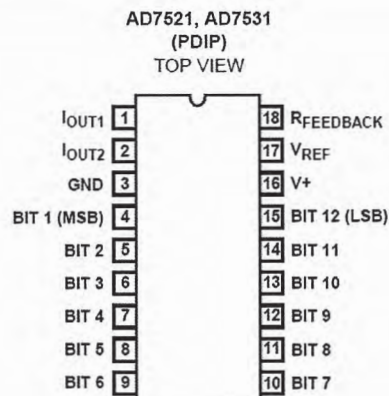 AD7521, AD7531
(PDIP)
TOP VIEW
IOUT1 1 18 RFEEDBACK
IOUT2 2 17 VREF
GND 3 16 V+
BIT 1 (MSB) 4 15 BIT 12 (LSB)
BIT 2 5 14 BIT 11
BIT 3 6 13 BIT 10
BIT 4 7 12 BIT 9
BIT 5 8 11 BIT 8
BIT 6 9 10 BIT 7